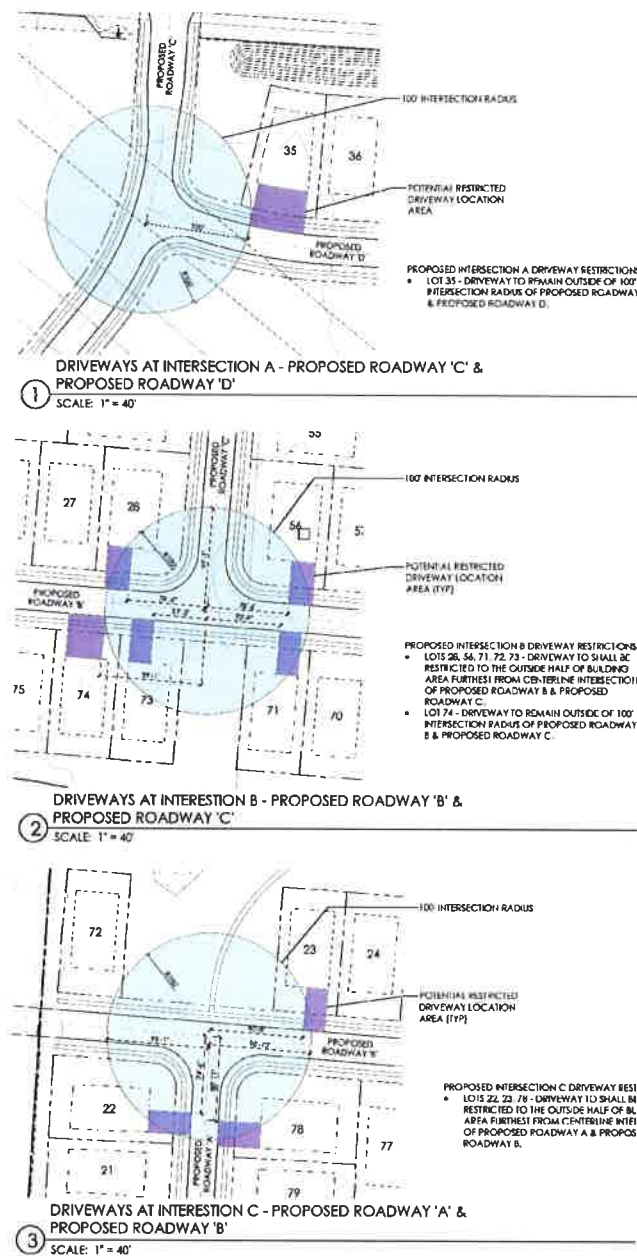 PROPOSED
ROADWAY 'C'
100' INTERSECTION RADIUS
35
36
POTENTIAL RESTRICTED
DRIVEWAY LOCATION
AREA
100'
R100'
PROPOSED
ROADWAY 'D'
PROPOSED INTERSECTION A DRIVEWAY RESTRICTIONS
• LOT 35 - DRIVEWAY TO REMAIN OUTSIDE OF 100'
INTERSECTION RADIUS OF PROPOSED ROADWAY
& PROPOSED ROADWAY D.
DRIVEWAYS AT INTERSECTION A - PROPOSED ROADWAY 'C' &
PROPOSED ROADWAY 'D'
1
SCALE: 1" = 40'
55
PROPOSED
ROADWAY 'C'
100' INTERSECTION RADIUS
27
28
56
R100'
POTENTIAL RESTRICTED
DRIVEWAY LOCATION
AREA (TYP)
PROPOSED
ROADWAY 'B'
PROPOSED INTERSECTION B DRIVEWAY RESTRICTIONS
• LOTS 28, 56, 71, 72, 73 - DRIVEWAY TO SHALL BE
RESTRICTED TO THE OUTSIDE HALF OF BUILDING
AREA FURTHEST FROM CENTERLINE INTERSECTION
OF PROPOSED ROADWAY B & PROPOSED
ROADWAY C.
• LOT 74 - DRIVEWAY TO REMAIN OUTSIDE OF 100'
INTERSECTION RADIUS OF PROPOSED ROADWAY
B & PROPOSED ROADWAY C.
75
74
73
71
70
DRIVEWAYS AT INTERESTION B - PROPOSED ROADWAY 'B' &
PROPOSED ROADWAY 'C'
2
SCALE: 1" = 40'
72
100' INTERSECTION RADIUS
23
24
R100'
POTENTIAL RESTRICTED
DRIVEWAY LOCATION
AREA (TYP)
PROPOSED
ROADWAY 'B'
PROPOSED INTERSECTION C DRIVEWAY REST
• LOTS 22, 23, 78 - DRIVEWAY TO SHALL BE
RESTRICTED TO THE OUTSIDE HALF OF BU
AREA FURTHEST FROM CENTERLINE INTE
OF PROPOSED ROADWAY A & PROPOS
ROADWAY B.
22
78
77
21
79
PROPOSED
ROADWAY 'A'
DRIVEWAYS AT INTERESTION C - PROPOSED ROADWAY 'A' &
PROPOSED ROADWAY 'B'
3
SCALE: 1" = 40'